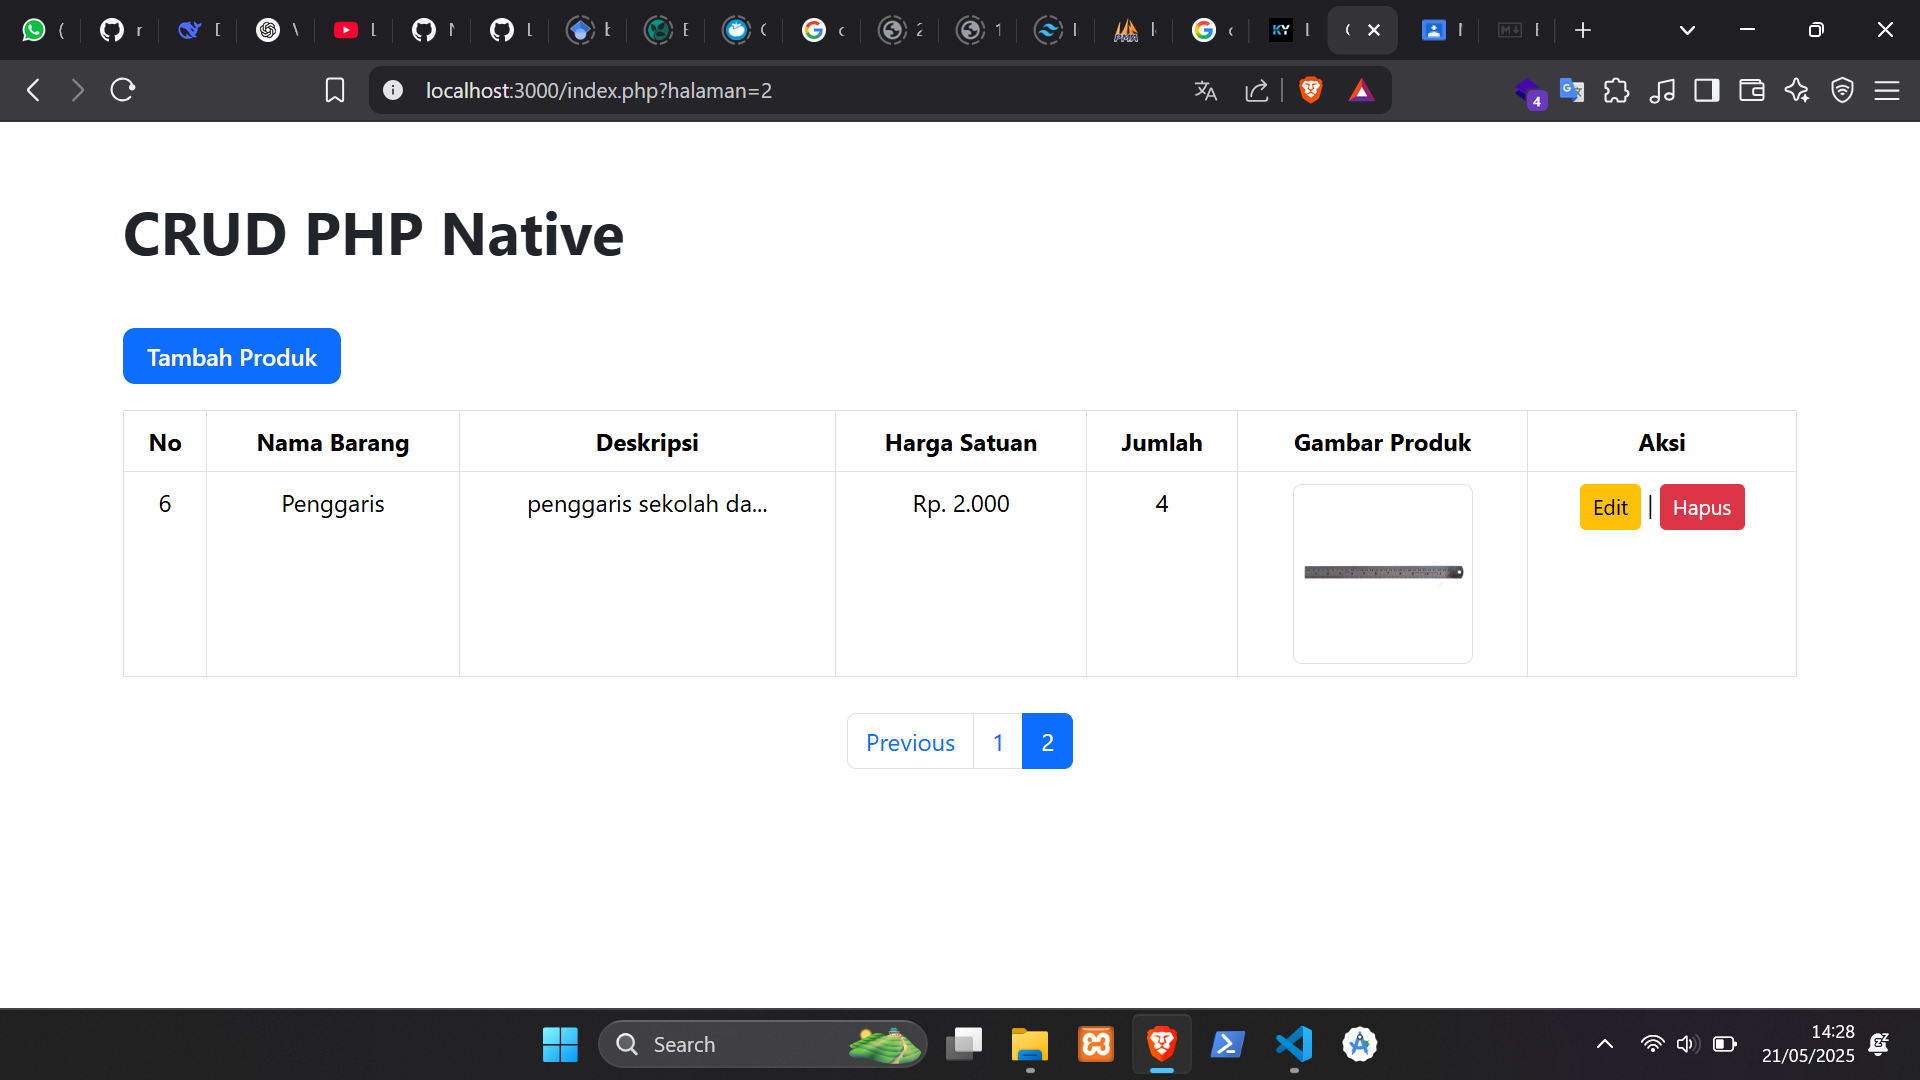 localhost:3000/index.php?halaman=2
4
CRUD PHP Native
Tambah Produk
No Nama Barang Deskripsi Harga Satuan Jumlah Gambar Produk Aksi
6 Penggaris penggaris sekolah da... Rp. 2.000 4 Edit | Hapus
Previous 1 2
Search
14:28
21/05/2025